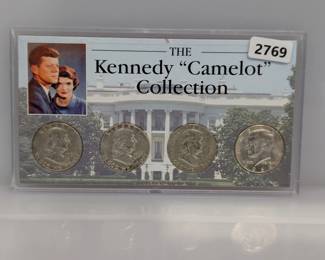 THE
Kennedy "Camelot"
Collection
2769